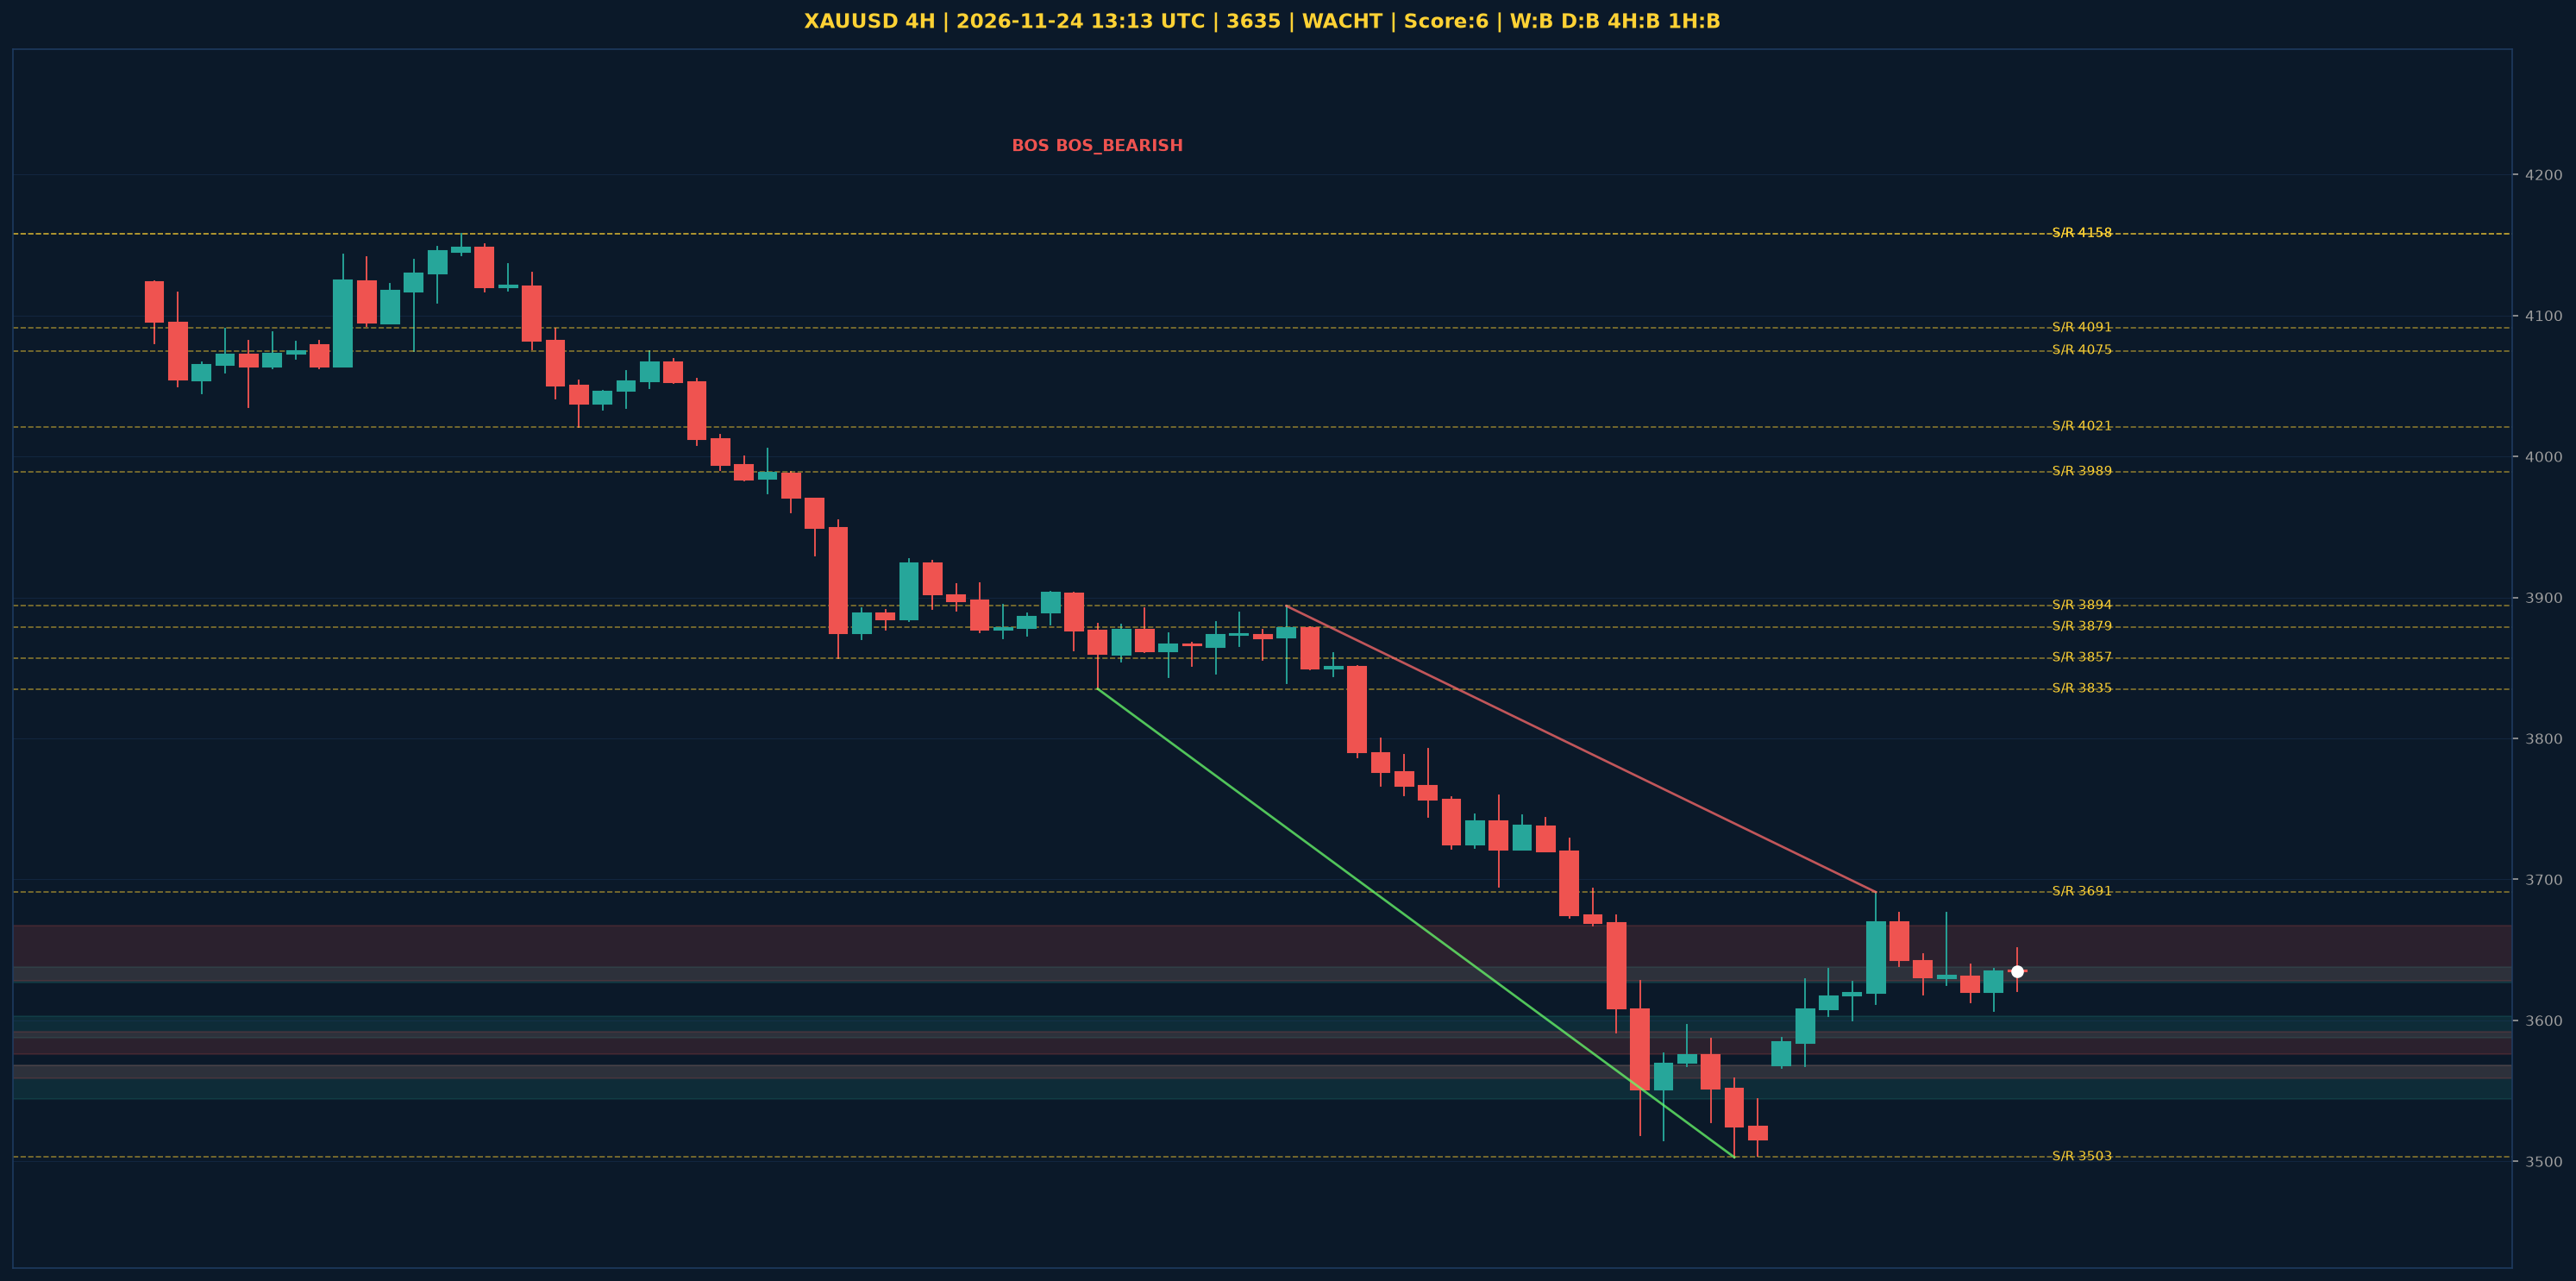 XAUUSD 4H | 2026-11-24 13:13 UTC | 3635 | WACHT | Score:6 | W:B D:B 4H:B 1H:B
BOS BOS_BEARISH
4200
S/R 4158
S/R 4091
4100
S/R 4075
S/R 4021
4000
S/R 3989
3900
S/R 3894
S/R 3879
S/R 3857
S/R 3835
3800
3700
S/R 3691
3600
S/R 3503
3500